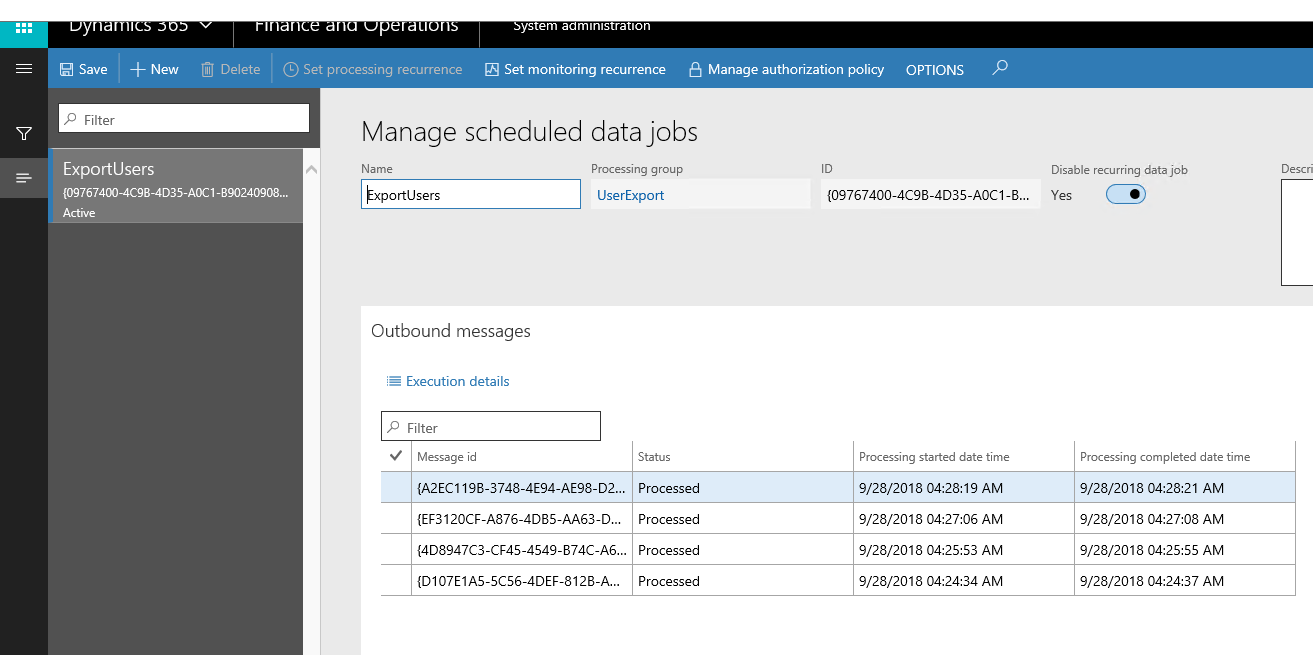 Dynamics 365 Finance and Operations System administration
Save New Delete Set processing recurrence Set monitoring recurrence Manage authorization policy OPTIONS
Filter
ExportUsers
{09767400-4C9B-4D35-A0C1-B90240908...
Active
Manage scheduled data jobs
Name Processing group ID Disable recurring data job Descri
ExportUsers UserExport {09767400-4C9B-4D35-A0C1-B... Yes
Outbound messages
Execution details
Filter
Message id Status Processing started date time Processing completed date time
{A2EC119B-3748-4E94-AE98-D2... Processed 9/28/2018 04:28:19 AM 9/28/2018 04:28:21 AM
{EF3120CF-A876-4DB5-AA63-D... Processed 9/28/2018 04:27:06 AM 9/28/2018 04:27:08 AM
{4D8947C3-CF45-4549-B74C-A6... Processed 9/28/2018 04:25:53 AM 9/28/2018 04:25:55 AM
{D107E1A5-5C56-4DEF-812B-A... Processed 9/28/2018 04:24:34 AM 9/28/2018 04:24:37 AM